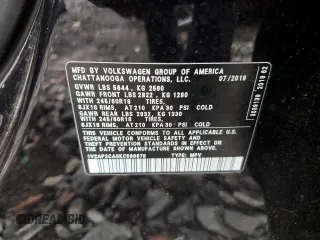 MFD. BY VOLKSWAGEN GROUP OF AMERICA
CHATTANOOGA OPERATIONS, LLC. 07/2019
GVWR LBS 5644, KG 2560
GAWR FRONT LBS 2822, KG 1280
WITH 245/60R18 TIRES,
8JX18 RIMS, AT 210 KPA 30 PSI COLD
GAWR REAR LBS 2932, KG 1330
WITH 245/60R18 TIRES,
8JX18 RIMS, AT 210 KPA 30 PSI COLD
THIS VEHICLE CONFORMS TO ALL APPLICABLE
FEDERAL MOTOR VEHICLE SAFETY, BUMPER AND
THEFT PREVENTION STANDARDS IN EFFECT ON
THE DATE OF MANUFACTURE SHOWN ABOVE
TYPE: MPV